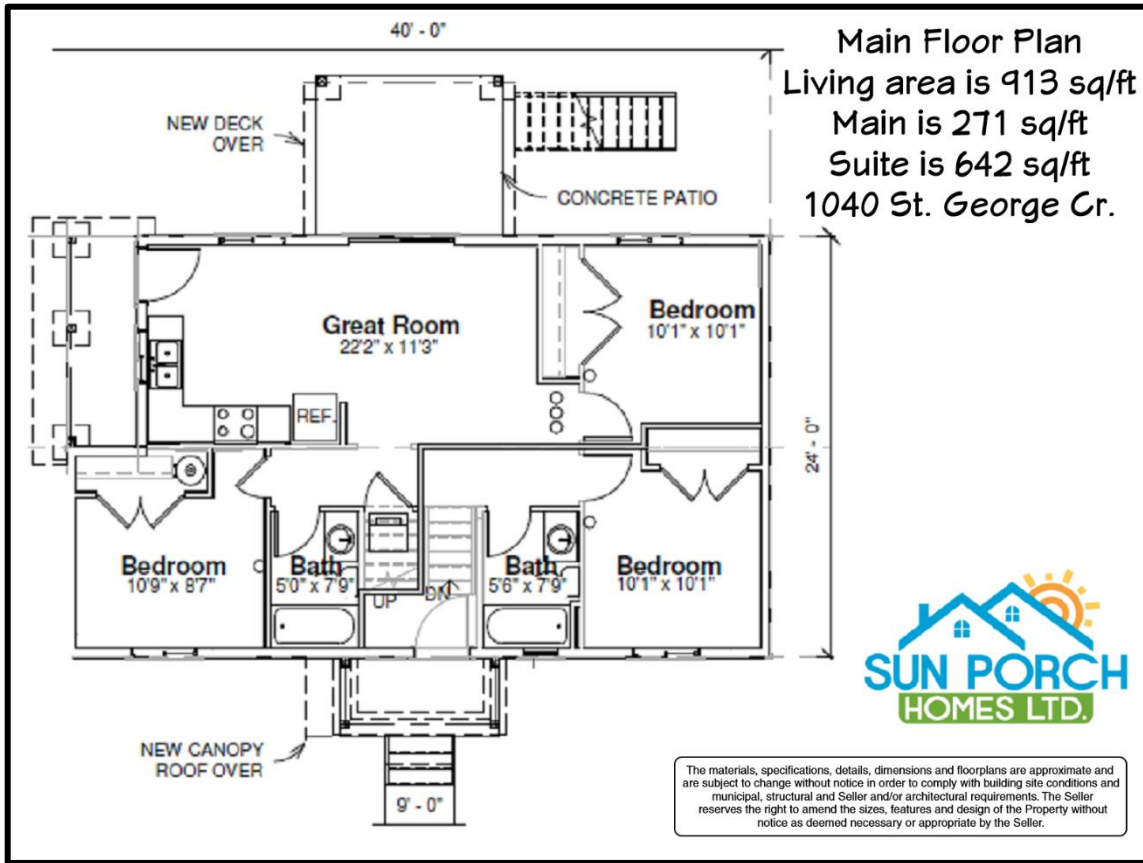 40' - 0"
Main Floor Plan
Living area is 913 sq/ft
Main is 271 sq/ft
Suite is 642 sq/ft
1040 St. George Cr.
NEW DECK
OVER
CONCRETE PATIO
Great Room
22'2" x 11'3"
Bedroom
10'1" x 10'1"
REF.
24' - 0"
Bedroom
10'9" x 8'7"
Bath
5'0" x 7'9"
UP
DN
Bath
5'6" x 7'9"
Bedroom
10'1" x 10'1"
SUN PORCH
HOMES LTD.
NEW CANOPY
ROOF OVER
9' - 0"
The materials, specifications, details, dimensions and floorplans are approximate and
are subject to change without notice in order to comply with building site conditions and
municipal, structural and Seller and/or architectural requirements. The Seller
reserves the right to amend the sizes, features and design of the Property without
notice as deemed necessary or appropriate by the Seller.